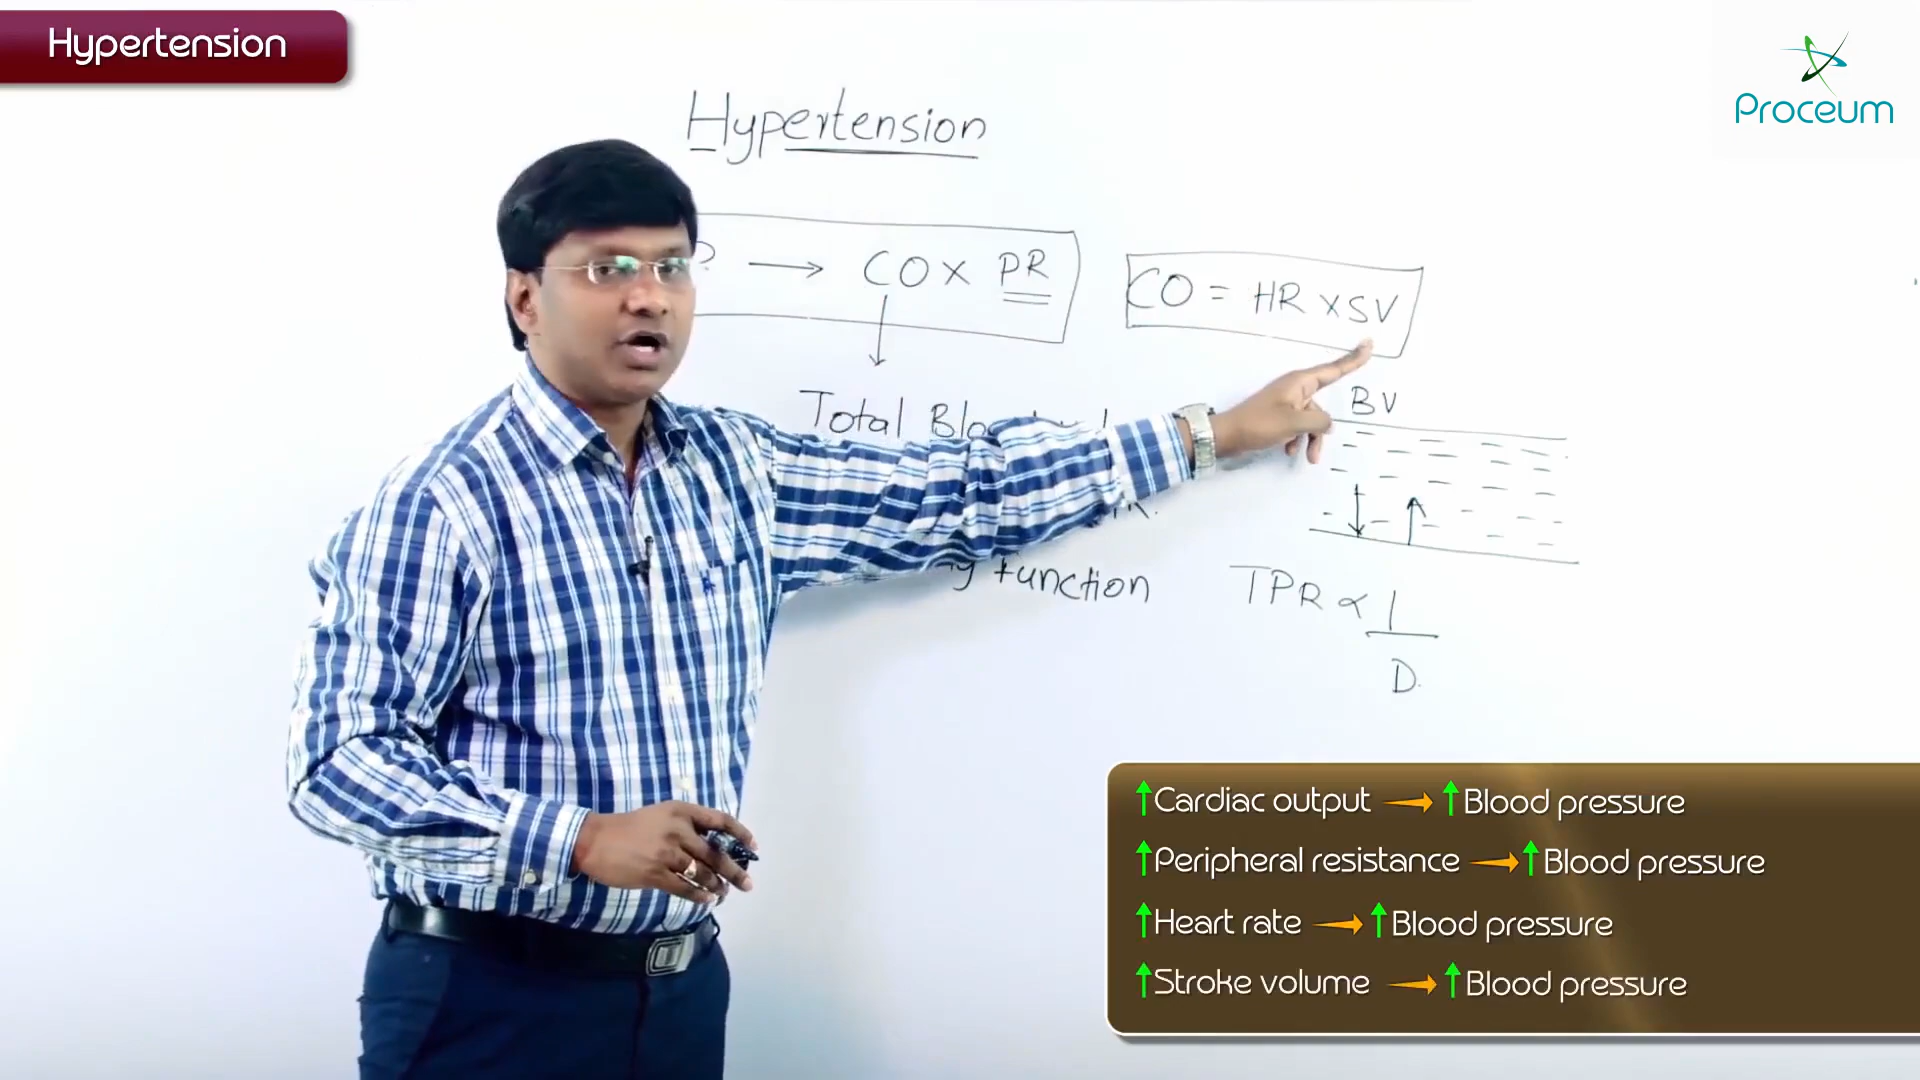 Hypertension
Proceum
Hypertension
P → CO X PR
CO = HR X SV
Total
BV
Function
TPR ∝ 1
D.
↑Cardiac output → ↑Blood pressure
↑Peripheral resistance → ↑Blood pressure
↑Heart rate → ↑Blood pressure
↑Stroke volume → ↑Blood pressure